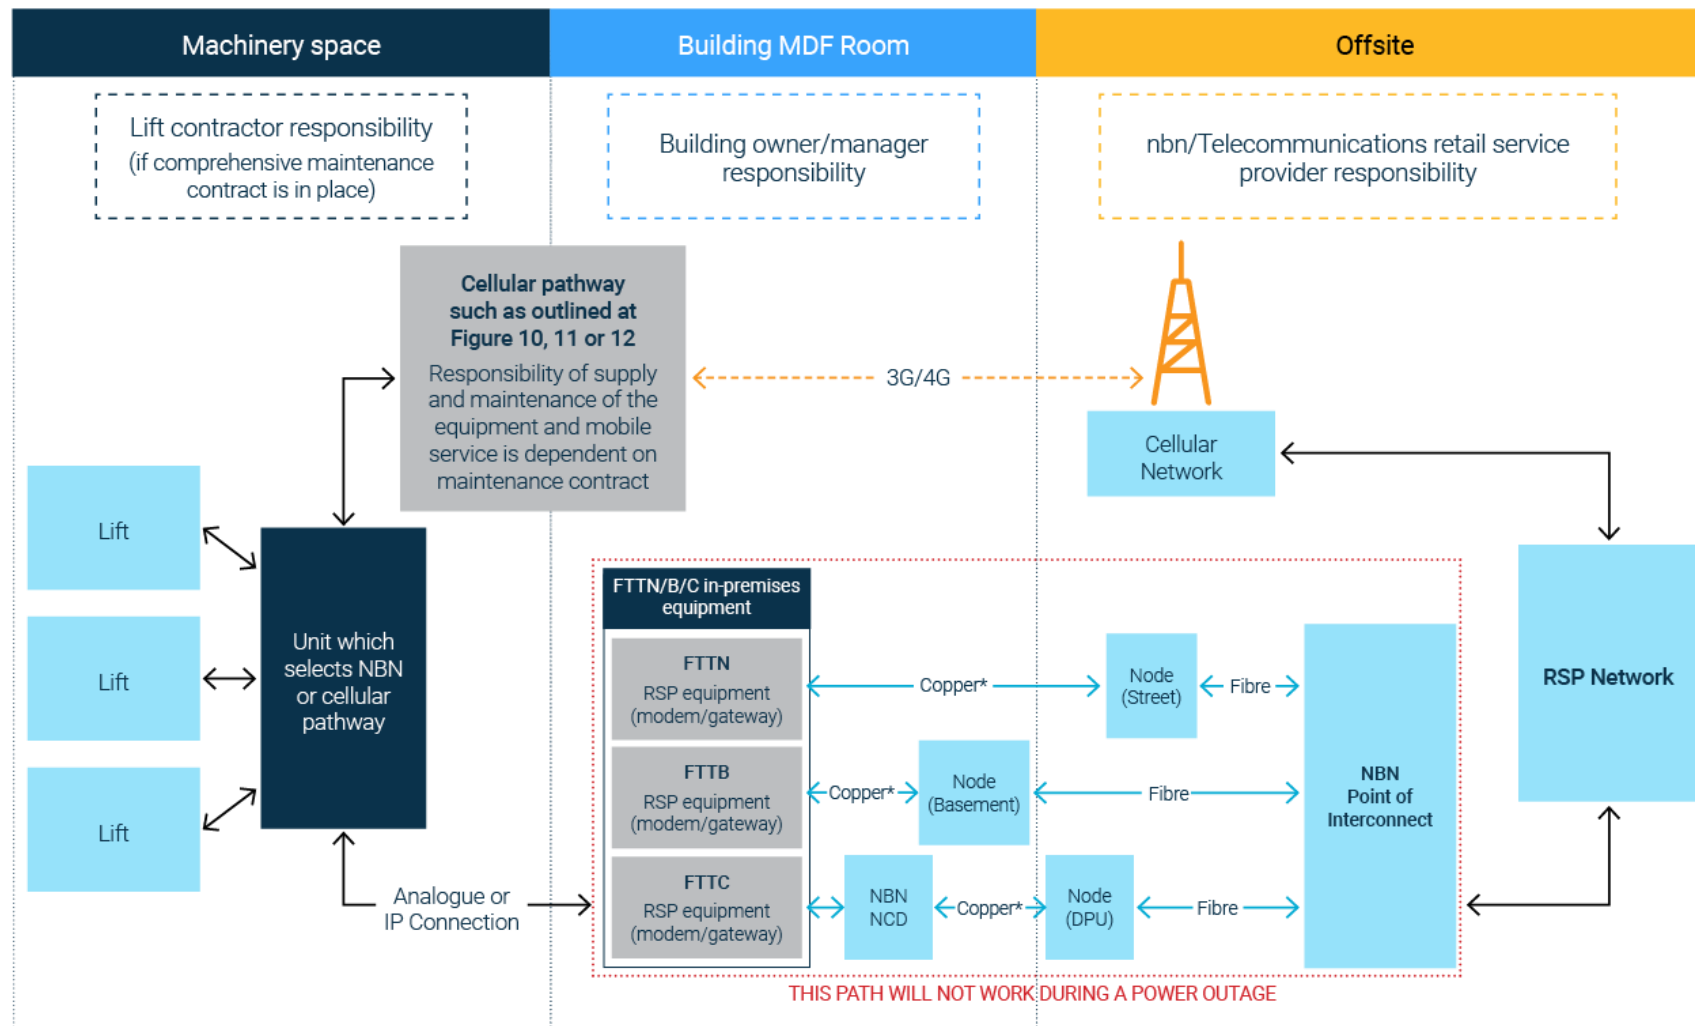 Machinery space
Building MDF Room
Offsite
Lift contractor responsibility
(if comprehensive maintenance
contract is in place)
Building owner/manager
responsibility
nbn/Telecommunications retail service
provider responsibility
Cellular pathway
such as outlined at
Figure 10, 11 or 12
Responsibility of supply
and maintenance of the
equipment and mobile
service is dependent on
maintenance contract
3G/4G
Cellular
Network
Lift
Lift
Lift
Unit which
selects NBN
or cellular
pathway
Analogue or
IP Connection
FTTN/B/C in-premises
equipment
FTTN
RSP equipment
(modem/gateway)
Copper*
Node
(Street)
Fibre
FTTB
RSP equipment
(modem/gateway)
Copper*
Node
(Basement)
Fibre
FTTC
RSP equipment
(modem/gateway)
NBN
NCD
Copper*
Node
(DPU)
Fibre
NBN
Point of
Interconnect
RSP Network
THIS PATH WILL NOT WORK DURING A POWER OUTAGE